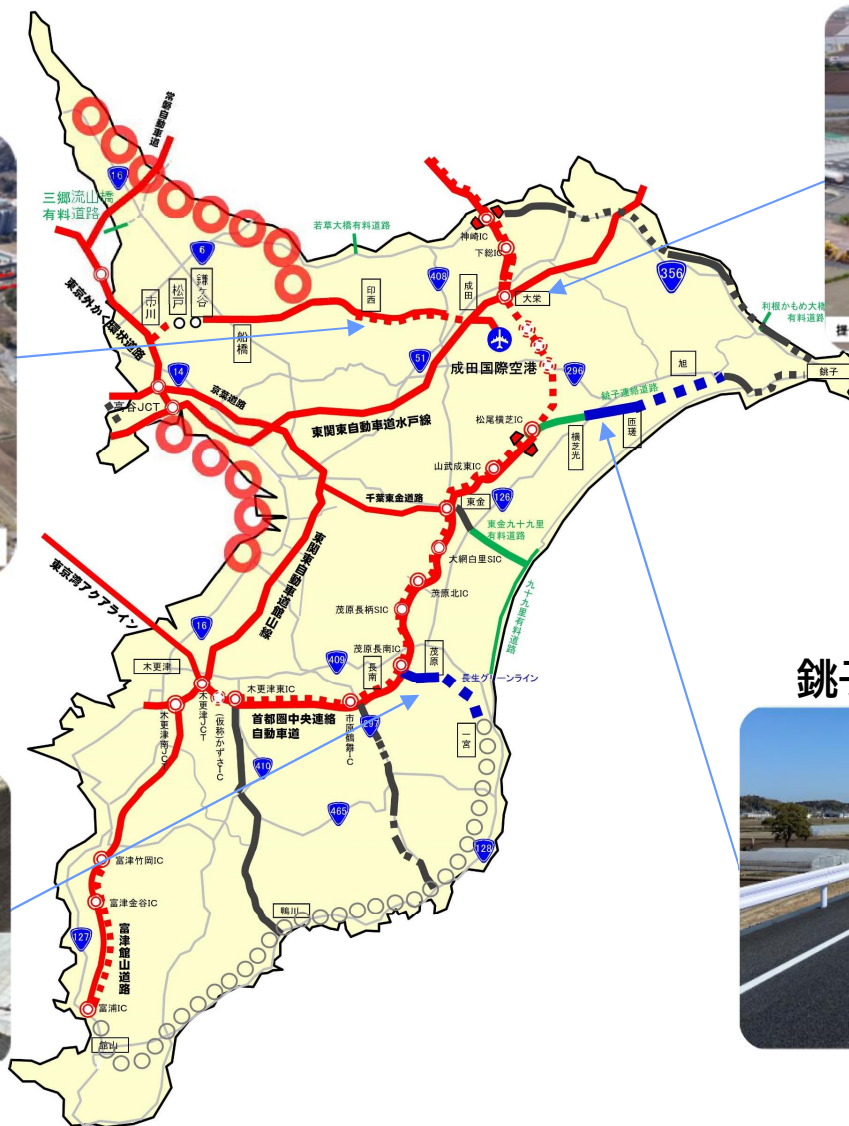 常磐自動車道
16
三郷流山橋
有料道路
6
若草大橋有料道路
神崎IC
下総IC
408
成田
大栄
356
利根かもめ大橋
有料道路
印西
鎌ヶ谷
松戸
市川
船橋
東京外かく環状道路
14
京葉道路
51
成田国際空港
296
旭
銚子
銚子連絡道路
高谷JCT
東関東自動車道水戸線
松尾横芝IC
横芝光
匝瑳
山武成東IC
126
千葉東金道路
東金
東金九十九里
有料道路
大網白里SIC
東京湾アクアライン
東関東自動車道館山線
茂原北IC
九十九里有料道路
茂原長柄SIC
16
茂原長南IC
茂原
409
長南
長生グリーンライン
木更津
木更津東IC
木更津JCT
(仮称)かずさIC
首都圏中央連絡
自動車道
市原鶴舞IC
297
一宮
木更津南JCT
410
465
128
銚子
富津竹岡IC
富津金谷IC
鴨川
127
富津館山道路
富浦IC
館山